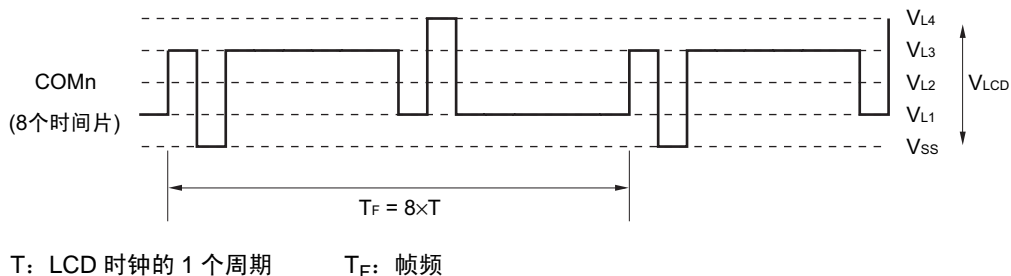 VL4
VL3
COMn
VL2
VLCD
(8个时间片)
VL1
VSS
TF = 8×T
T：LCD 时钟的 1 个周期 TF：帧频